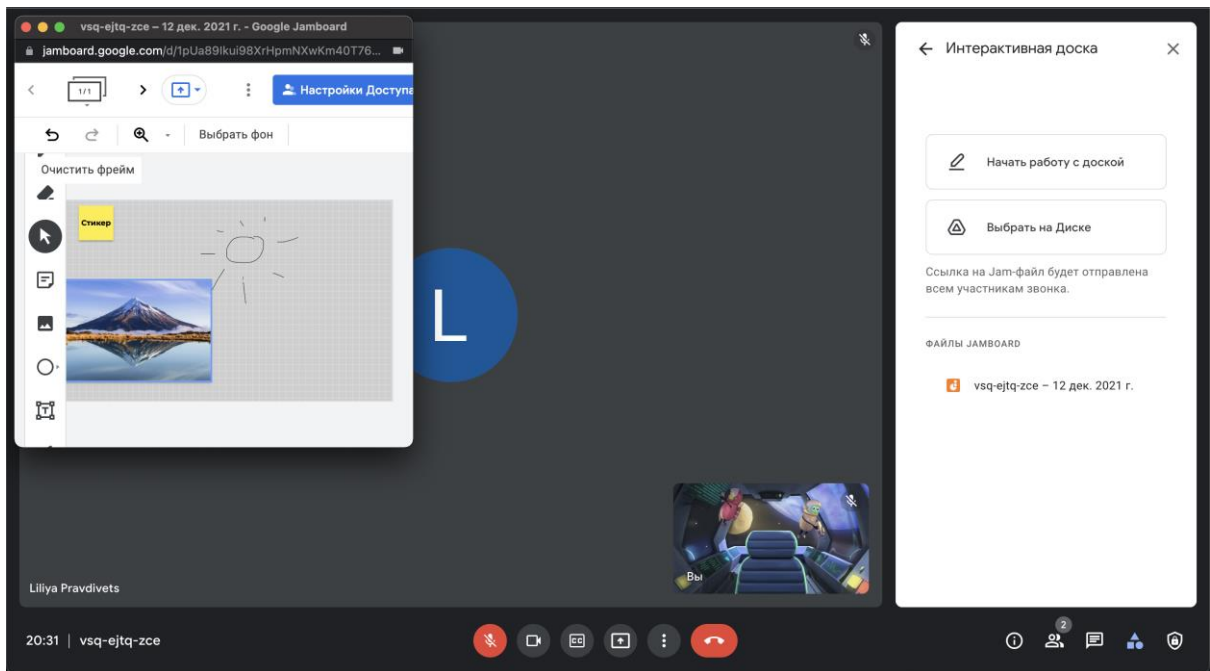 vsq-ejtq-zce – 12 дек. 2021 г. - Google Jamboard
jamboard.google.com/d/1pUa89Ikui98XrHpmNXwKm40T76...
1/1
Настройки Доступа
Выбрать фон
Очистить фрейм
Стикер
L
Liliya Pravdivets
Вы
20:31 | vsq-ejtq-zce
CC
2
Интерактивная доска
Начать работу с доской
Выбрать на Диске
Ссылка на Jam-файл будет отправлена
всем участникам звонка.
ФАЙЛЫ JAMBOARD
vsq-ejtq-zce – 12 дек. 2021 г.